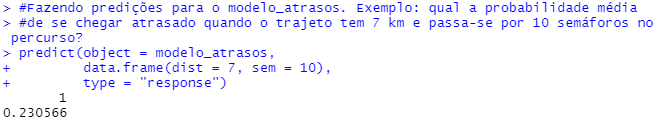 > #Fazendo predições para o modelo_atrasos. Exemplo: qual a probabilidade média
> #de se chegar atrasado quando o trajeto tem 7 km e passa-se por 10 semáforos no
percurso?
> predict(object = modelo_atrasos,
+         data.frame(dist = 7, sem = 10),
+         type = "response")
1
0.230566